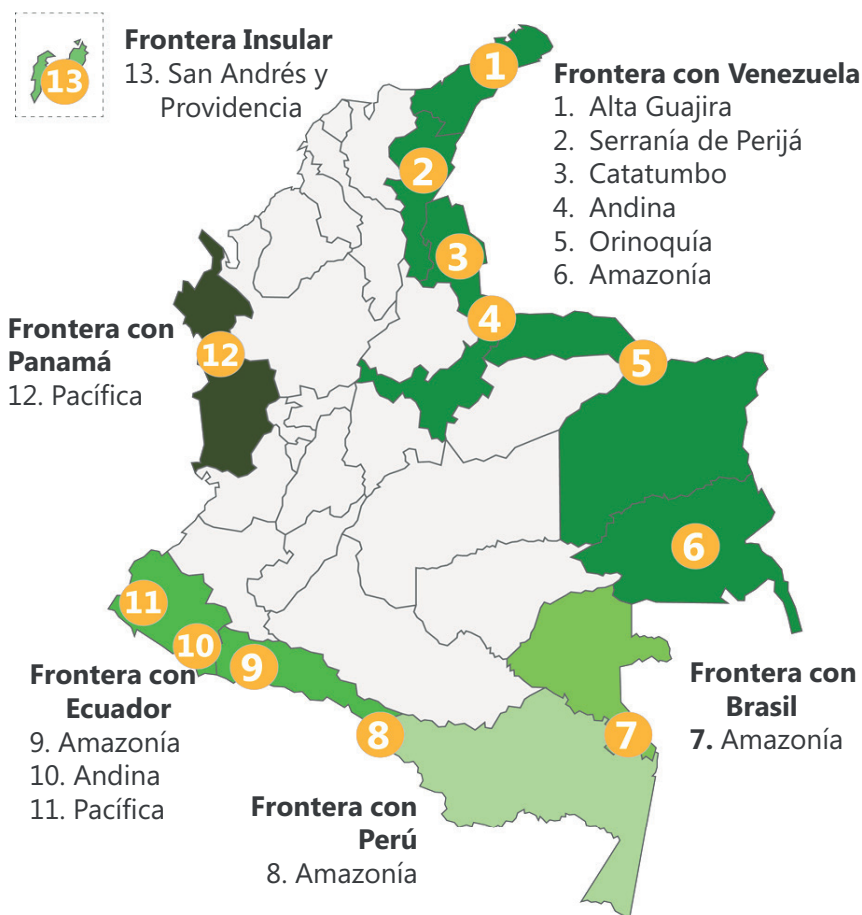 Frontera Insular
13. San Andrés y
Providencia
13
Frontera con Venezuela
1. Alta Guajira
2. Serranía de Perijá
3. Catatumbo
4. Andina
5. Orinoquía
6. Amazonía
1
2
3
4
5
6
Frontera con
Panamá
12. Pacífica
12
11
10
9
8
7
Frontera con
Ecuador
9. Amazonía
10. Andina
11. Pacífica
Frontera con
Perú
8. Amazonía
Frontera con
Brasil
7. Amazonía